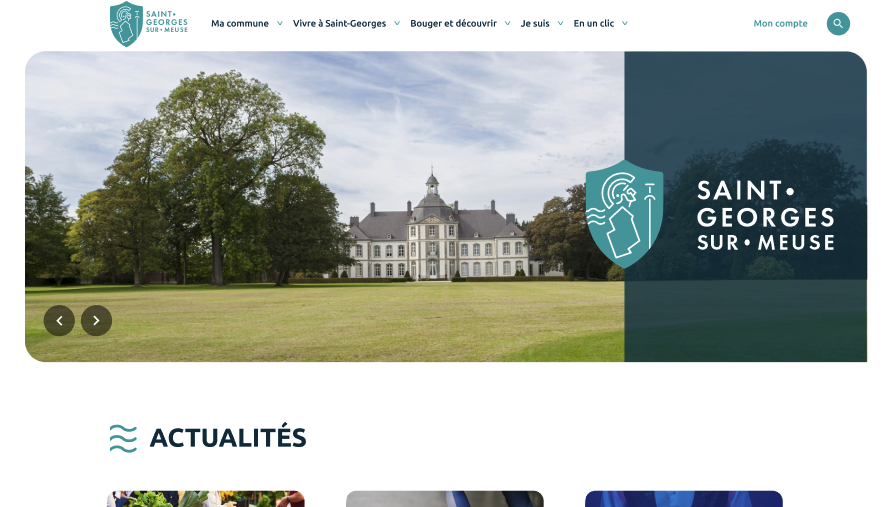 SAINT•
GEORGES
SUR•MEUSE
Ma commune
Vivre à Saint-Georges
Bouger et découvrir
Je suis
En un clic
Mon compte
SAINT•
GEORGES
SUR•MEUSE
ACTUALITÉS